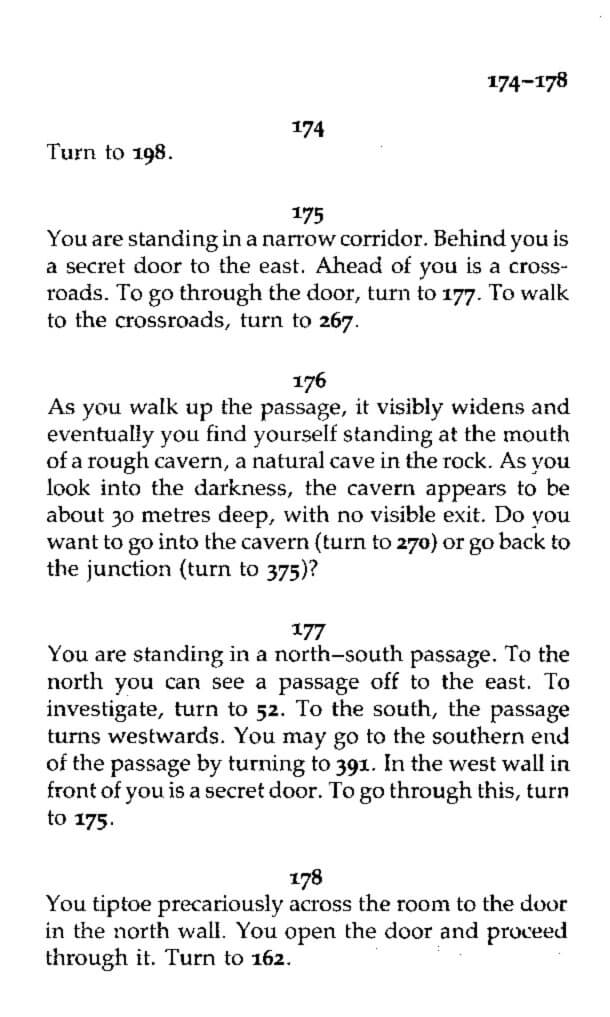 174–178
174
Turn to 198.
175
You are standing in a narrow corridor. Behind you is
a secret door to the east. Ahead of you is a cross-
roads. To go through the door, turn to 177. To walk
to the crossroads, turn to 267.
176
As you walk up the passage, it visibly widens and
eventually you find yourself standing at the mouth
of a rough cavern, a natural cave in the rock. As you
look into the darkness, the cavern appears to be
about 30 metres deep, with no visible exit. Do you
want to go into the cavern (turn to 270) or go back to
the junction (turn to 375)?
177
You are standing in a north–south passage. To the
north you can see a passage off to the east. To
investigate, turn to 52. To the south, the passage
turns westwards. You may go to the southern end
of the passage by turning to 391. In the west wall in
front of you is a secret door. To go through this, turn
to 175.
178
You tiptoe precariously across the room to the door
in the north wall. You open the door and proceed
through it. Turn to 162.